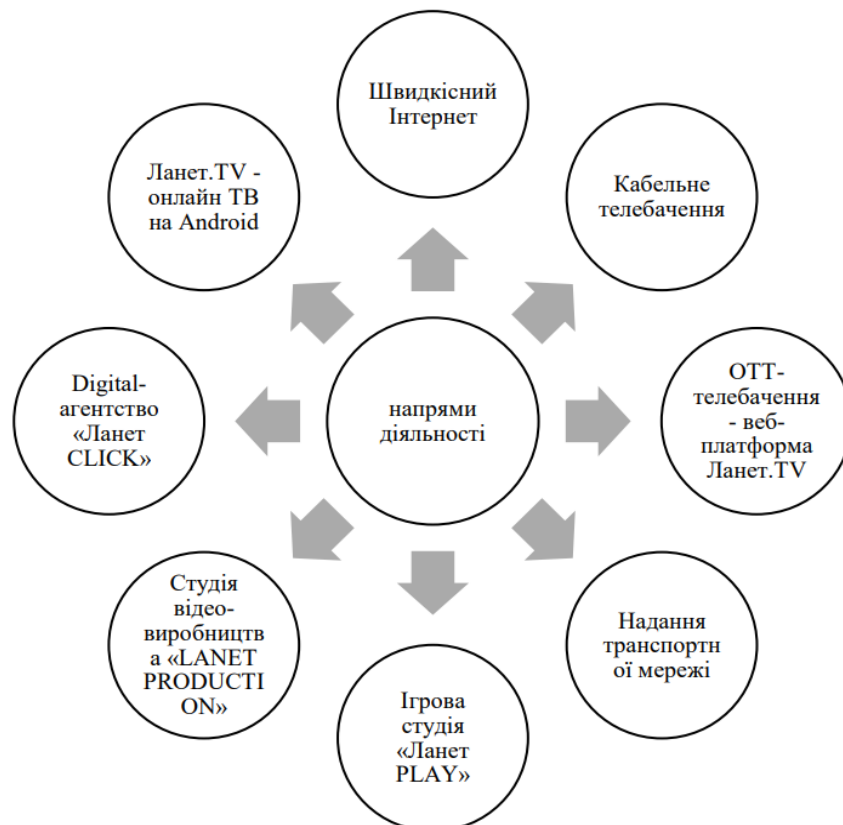 Швидкісний
Інтернет
Ланет.TV -
онлайн ТВ
на Android
Кабельне
телебачення
Digital-
агентство
«Ланет
CLICK»
напрями
діяльності
ОТТ-
телебачення
- веб-
платформа
Ланет.TV
Студія
відео-
виробництв
а «LANET
PRODUCTI
ON»
Надання
транспортн
ої мережі
Ігрова
студія
«Ланет
PLAY»